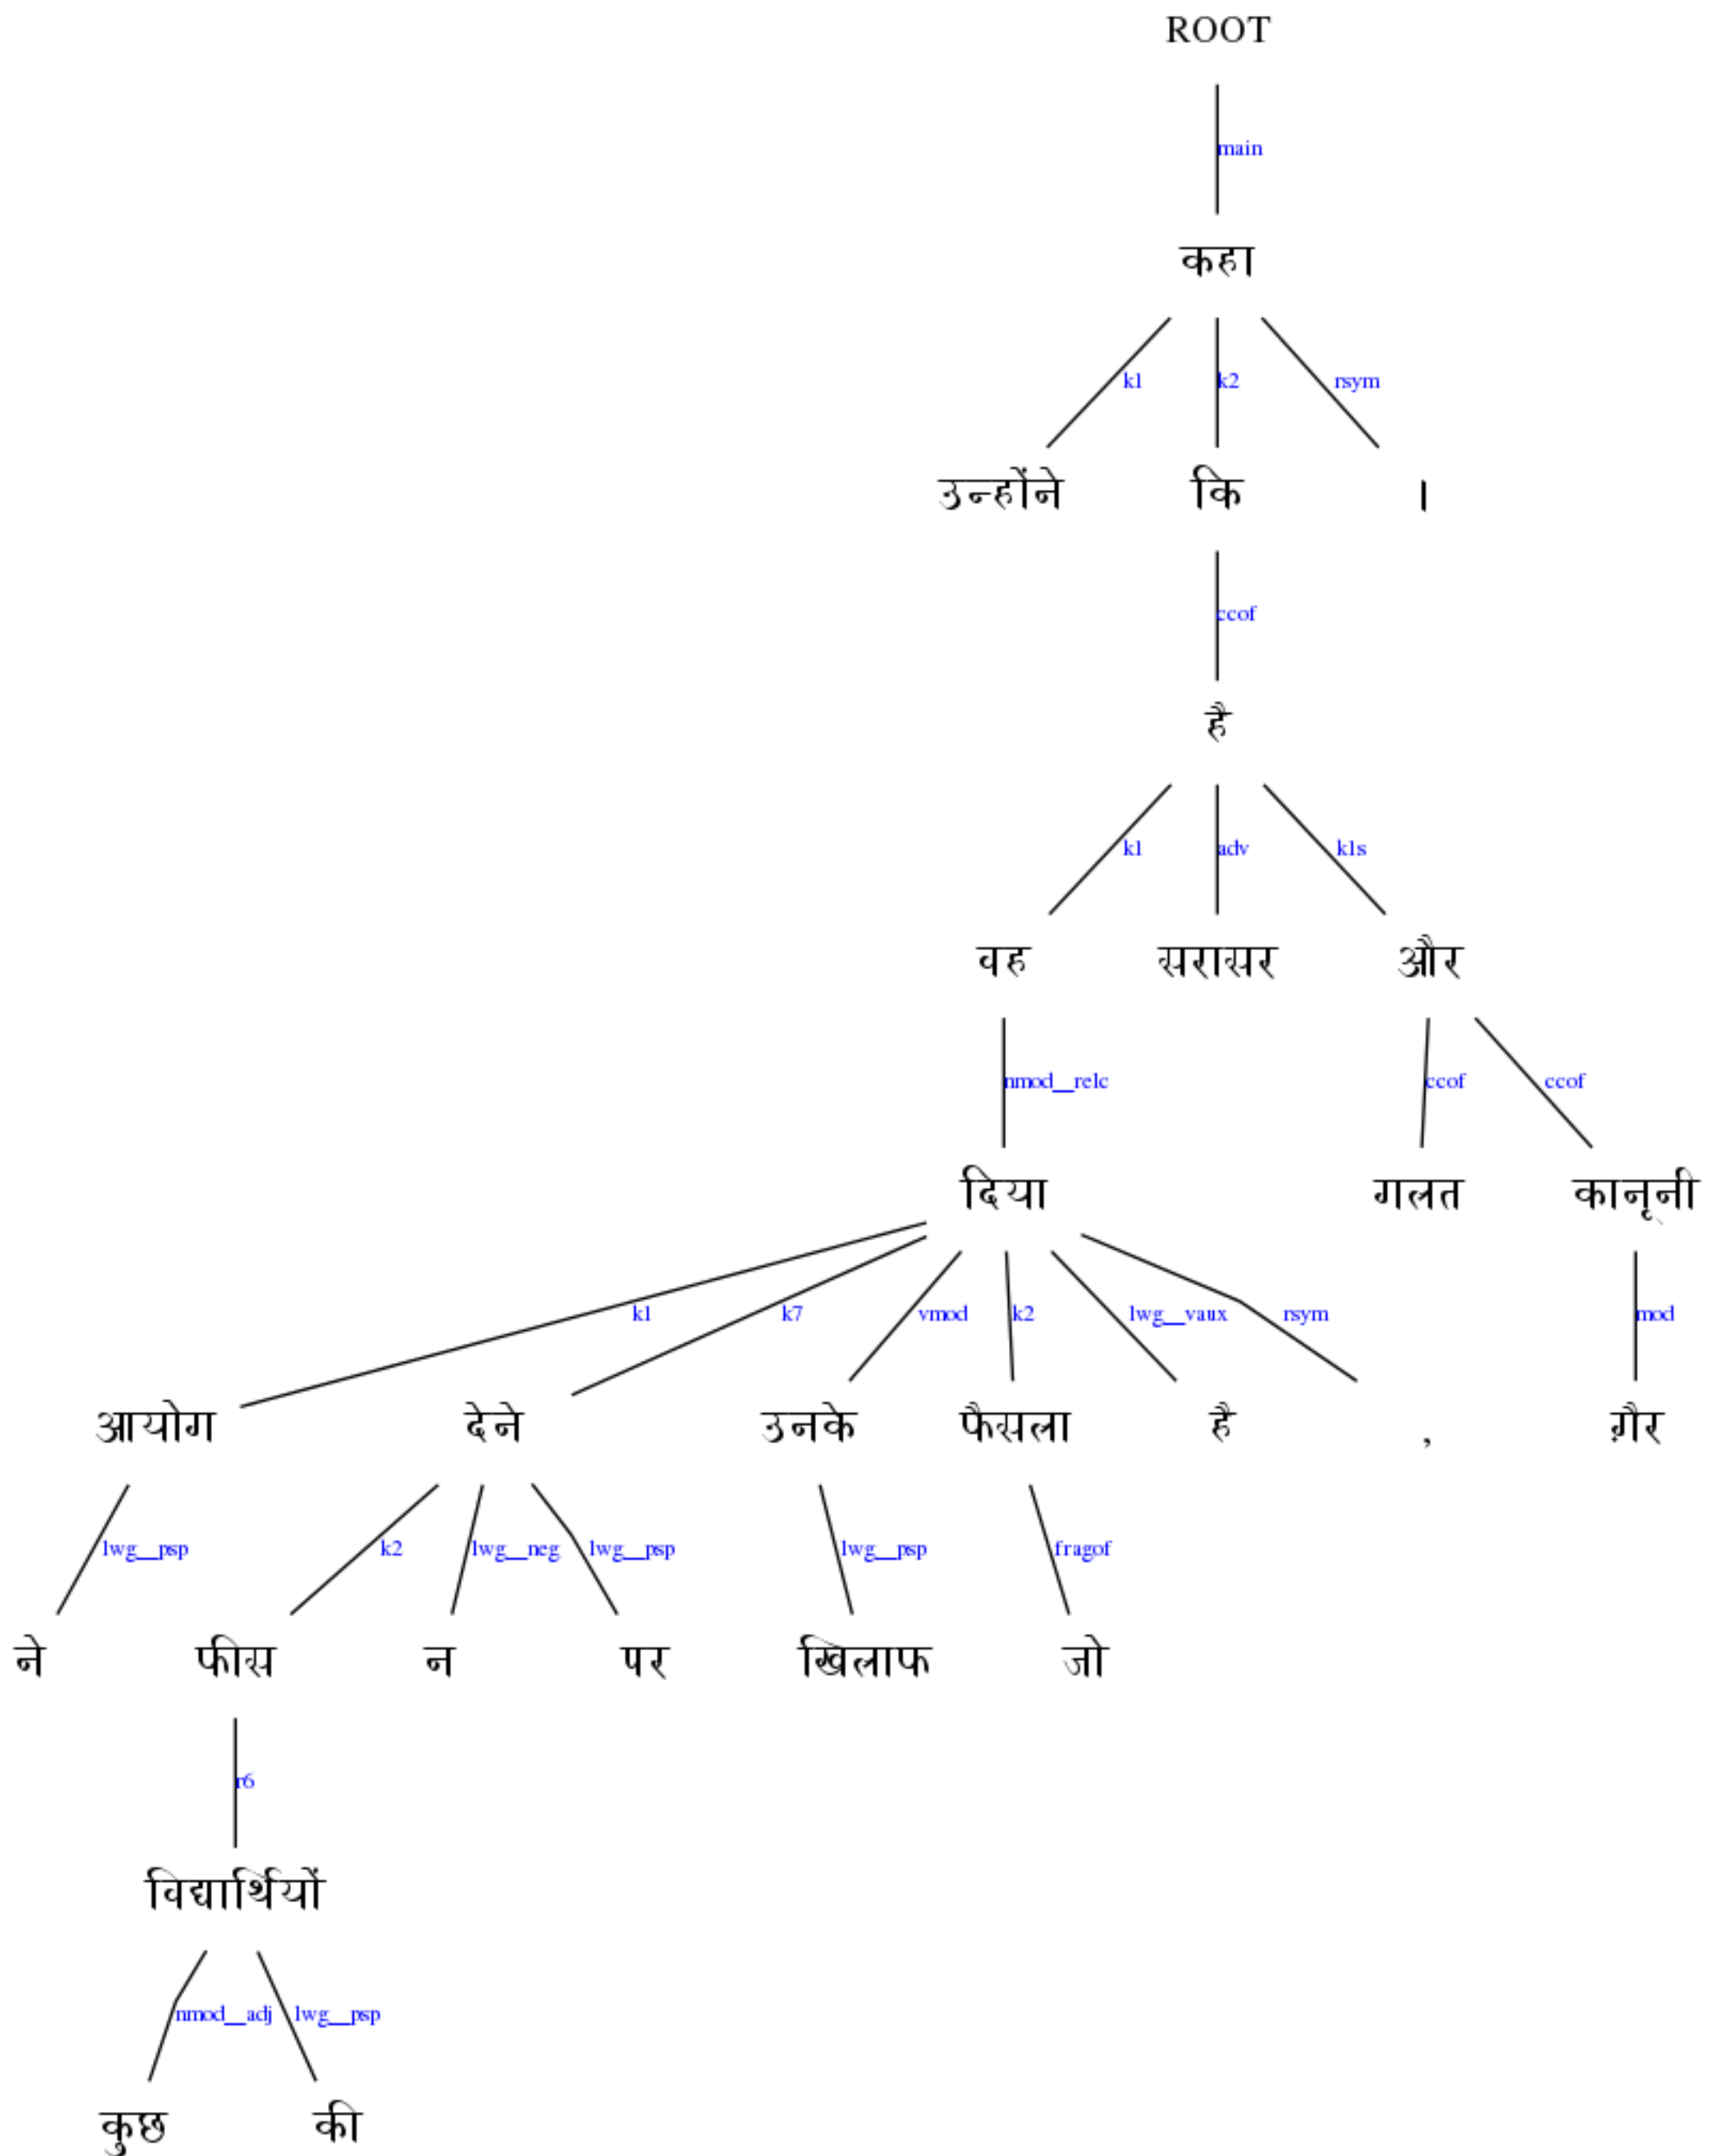 ROOT
main
कहा
k1 k2 rsym
उन्होंने कि ।
ccof
है
k1 adv k1s
वह सरासर और
nmod__relc ccof ccof
दिया गलत कानूनी
k1 k7 vmod k2 lwg__vaux rsym mod
आयोग देने उनके फैसला है , ग़ैर
lwg__psp k2 lwg__neg lwg__psp lwg__psp fragof
ने फीस न पर खिलाफ जो
r6
विद्यार्थियों
nmod__adj lwg__psp
कुछ की